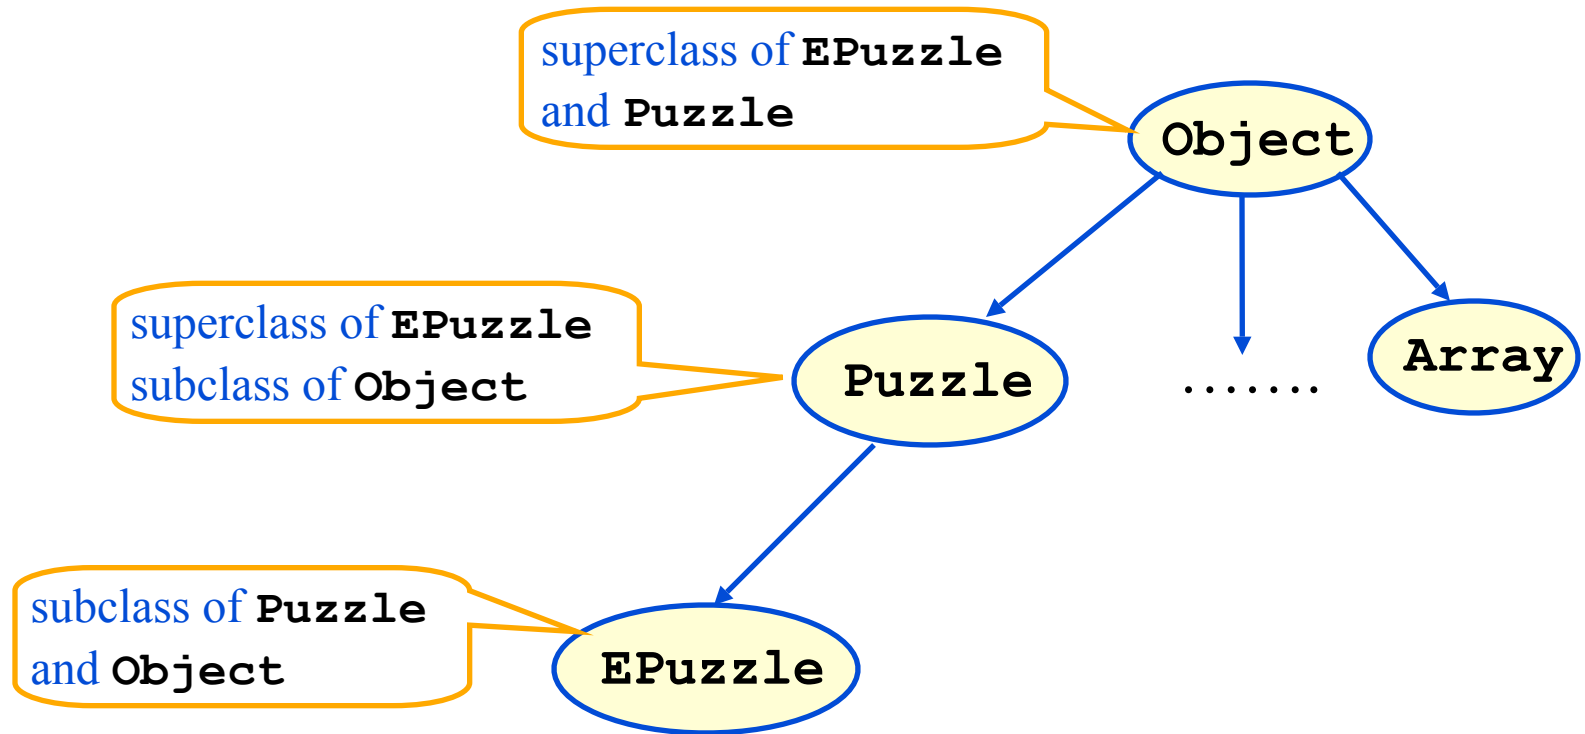 superclass of EPuzzle
and Puzzle
Object
superclass of EPuzzle
subclass of Object
Puzzle
.......
Array
subclass of Puzzle
and Object
EPuzzle